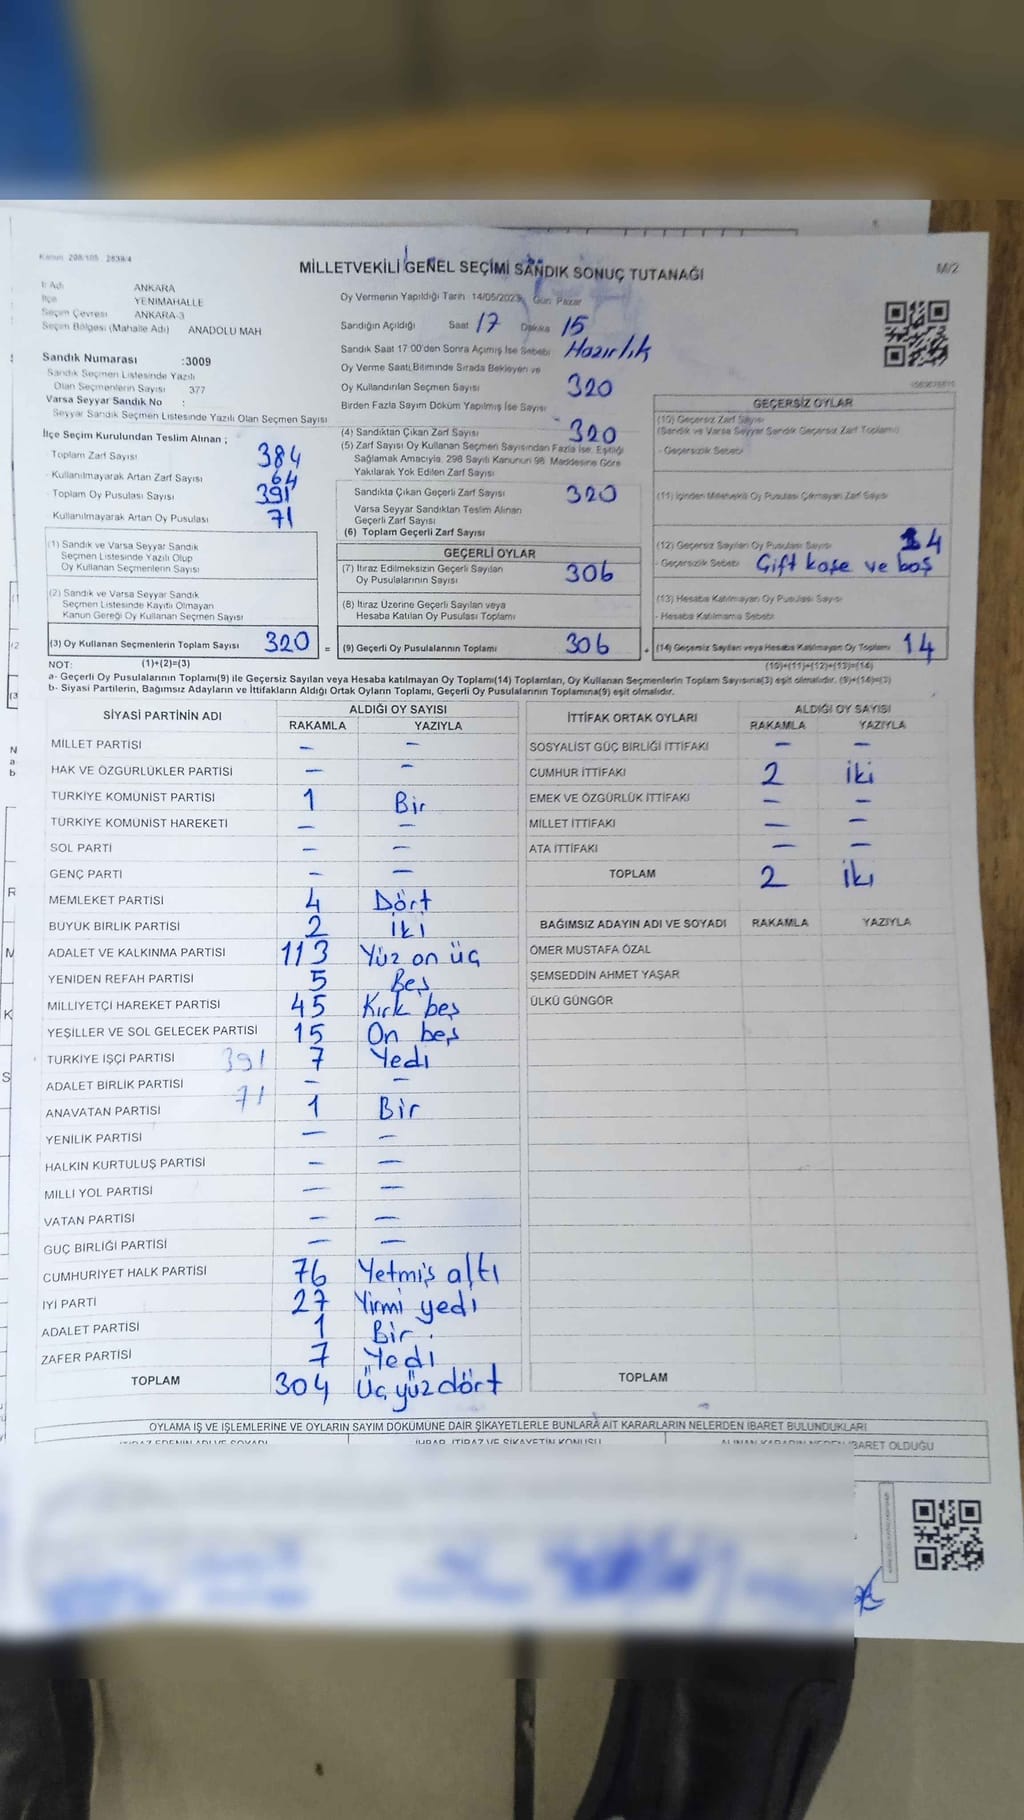 Kanun 298/105 2839/4
MİLLETVEKİLİ GENEL SEÇİMİ SANDIK SONUÇ TUTANAĞI
M/2
İl Adı ANKARA
İlçe YENİMAHALLE
Seçim Çevresi ANKARA-3
Seçim Bölgesi (Mahalle Adı) ANADOLU MAH.
Sandık Numarası :3009
Sandık Seçmen Listesinde Yazılı
Olan Seçmenlerin Sayısı 377
Varsa Seyyar Sandık No :
Seyyar Sandık Seçmen Listesinde Yazılı Olan Seçmen Sayısı
İlçe Seçim Kurulundan Teslim Alınan ;
- Toplam Zarf Sayısı 384
- Kullanılmayarak Artan Zarf Sayısı 64
- Toplam Oy Pusulası Sayısı 391
- Kullanılmayarak Artan Oy Pusulası 71
(1) Sandık ve Varsa Seyyar Sandık
Seçmen Listesinde Yazılı Olup
Oy Kullanan Seçmenlerin Sayısı
(2) Sandık ve Varsa Seyyar Sandık
Seçmen Listesinde Kayıtlı Olmayan
Kanun Gereği Oy Kullanan Seçmen Sayısı
(3) Oy Kullanan Seçmenlerin Toplam Sayısı 320 =
Oy Vermenin Yapıldığı Tarih 14/05/2023 Gün: Pazar
Sandığın Açıldığı Saat 17 Dakika 15
Sandık Saat 17:00'den Sonra Açımış İse Sebebi Hazırlık
Oy Verme Saati Bitiminde Sırada Bekleyen ve
Oy Kullandırılan Seçmen Sayısı 320
Birden Fazla Sayım Döküm Yapılmış İse Sayısı -
(4) Sandıktan Çıkan Zarf Sayısı 320
(5) Zarf Sayısı Oy Kullanan Seçmen Sayısından Fazla İse, Eşitliği
Sağlamak Amacıyla, 298 Sayılı Kanunun 98. Maddesine Göre
Yakılarak Yok Edilen Zarf Sayısı
Sandıkta Çıkan Geçerli Zarf Sayısı 320
Varsa Seyyar Sandıktan Teslim Alınan
Geçerli Zarf Sayısı
(6) Toplam Geçerli Zarf Sayısı
GEÇERLİ OYLAR
(7) İtiraz Edilmeksizin Geçerli Sayılan
Oy Pusulalarının Sayısı 306
(8) İtiraz Üzerine Geçerli Sayılan veya
Hesaba Katılan Oy Pusulası Toplamı
(9) Geçerli Oy Pusulalarının Toplamı 306 +
GEÇERSİZ OYLAR
(10) Geçersiz Zarf Sayısı
(Sandık ve Varsa Seyyar Sandık Geçersiz Zarf Toplamı)
- Geçersizlik Sebebi
(11) İçinden Milletvekili Oy Pusulası Çıkmayan Zarf Sayısı
(12) Geçersiz Sayılan Oy Pusulası Sayısı 14
- Geçersizlik Sebebi Çift kaşe ve boş
(13) Hesaba Katılmayan Oy Pusulası Sayısı
- Hesaba Katılmama Sebebi
(14) Geçersiz Sayılan veya Hesaba Katılmayan Oy Toplamı 14
NOT: (1)+(2)=(3) (10)+(11)+(12)+(13)=(14)
a- Geçerli Oy Pusulalarının Toplamı(9) ile Geçersiz Sayılan veya Hesaba katılmayan Oy Toplamı(14) Toplamları, Oy Kullanan Seçmenlerin Toplam Sayısına(3) eşit olmalıdır. (9)+(14)=(3)
b- Siyasi Partilerin, Bağımsız Adayların ve İttifakların Aldığı Ortak Oyların Toplamı, Geçerli Oy Pusulalarının Toplamına(9) eşit olmalıdır.
SİYASİ PARTİNİN ADI ALDIĞI OY SAYISI
RAKAMLA YAZIYLA
MİLLET PARTİSİ - -
HAK VE ÖZGÜRLÜKLER PARTİSİ - -
TÜRKİYE KOMÜNİST PARTİSİ 1 Bir
TÜRKİYE KOMÜNİST HAREKETİ - -
SOL PARTİ - -
GENÇ PARTİ - -
MEMLEKET PARTİSİ 4 Dört
BÜYÜK BİRLİK PARTİSİ 2 İki
ADALET VE KALKINMA PARTİSİ 113 Yüz on üç
YENİDEN REFAH PARTİSİ 5 Beş
MİLLİYETÇİ HAREKET PARTİSİ 45 Kırk beş
YEŞİLLER VE SOL GELECEK PARTİSİ 15 On beş
TÜRKİYE İŞÇİ PARTİSİ 391 7 Yedi
ADALET BİRLİK PARTİSİ - -
71
ANAVATAN PARTİSİ 1 Bir
YENİLİK PARTİSİ - -
HALKIN KURTULUŞ PARTİSİ - -
MİLLİ YOL PARTİSİ - -
VATAN PARTİSİ - -
GÜÇ BİRLİĞİ PARTİSİ - -
CUMHURİYET HALK PARTİSİ 76 Yetmiş altı
İYİ PARTİ 27 Yirmi yedi
ADALET PARTİSİ 1 Bir
ZAFER PARTİSİ 7 Yedi
TOPLAM 304 Üç yüz dört
İTTİFAK ORTAK OYLARI ALDIĞI OY SAYISI
RAKAMLA YAZIYLA
SOSYALİST GÜÇ BİRLİĞİ İTTİFAKI - -
CUMHUR İTTİFAKI 2 İki
EMEK VE ÖZGÜRLÜK İTTİFAKI - -
MİLLET İTTİFAKI - -
ATA İTTİFAKI - -
TOPLAM 2 İki
BAĞIMSIZ ADAYIN ADI VE SOYADI RAKAMLA YAZIYLA
ÖMER MUSTAFA ÖZAL
ŞEMSEDDİN AHMET YAŞAR
ÜLKÜ GÜNGÖR
TOPLAM
OYLAMA İŞ VE İŞLEMLERİNE VE OYLARIN SAYIM DÖKÜMÜNE DAİR ŞİKAYETLERLE BUNLARA AİT KARARLARIN NELERDEN İBARET BULUNDUKLARI
İTİRAZ EDENİN ADI VE SOYADI İHBAR, İTİRAZ VE ŞİKAYETİN KONUSU ALINAN KARARIN NEDEN İBARET OLDUĞU